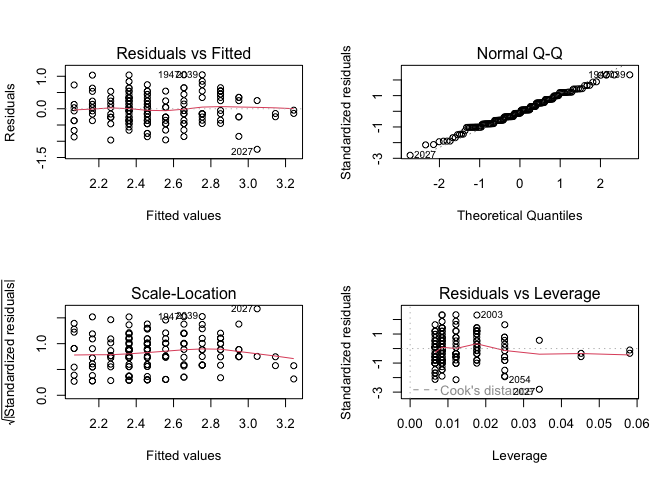 Residuals vs Fitted
Residuals
1.0
0.0
-1.5
1947
2039
2027
2.2 2.4 2.6 2.8 3.0 3.2
Fitted values
Normal Q-Q
Standardized residuals
1
-1
-3
2039
2027
-2 -1 0 1 2
Theoretical Quantiles
Scale-Location
√|Standardized residuals|
1.0
0.0
1947
2039
2027
2.2 2.4 2.6 2.8 3.0 3.2
Fitted values
Residuals vs Leverage
Standardized residuals
1
-1
-3
2003
2054
2027
Cook's distance
0.00 0.01 0.02 0.03 0.04 0.05 0.06
Leverage